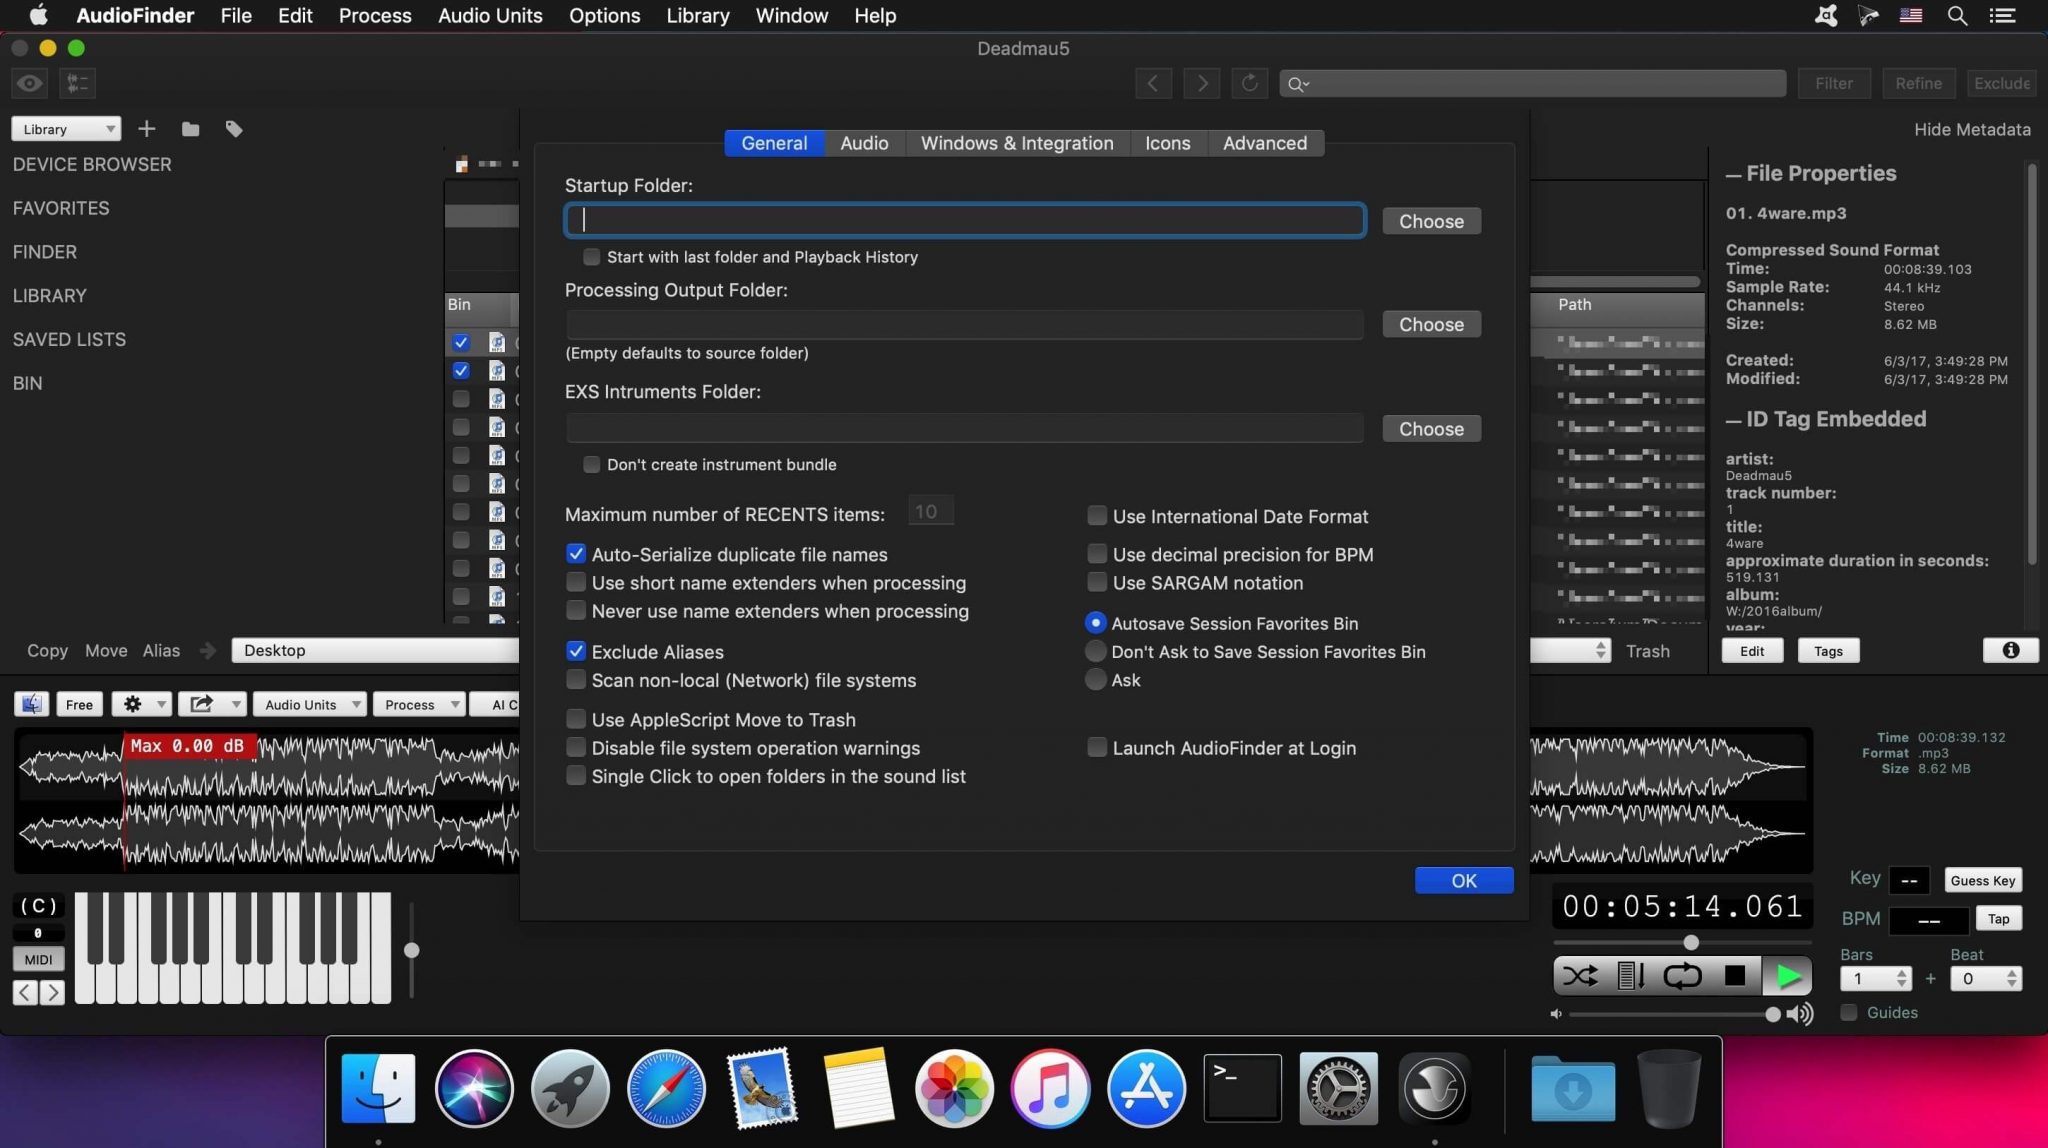 AudioFinder File Edit Process Audio Units Options Library Window Help
Deadmau5
Filter Refine Exclude
Library
Hide Metadata
DEVICE BROWSER
FAVORITES
FINDER
LIBRARY
SAVED LISTS
BIN
Bin
General Audio Windows & Integration Icons Advanced
Startup Folder:
Choose
Start with last folder and Playback History
Processing Output Folder:
Choose
(Empty defaults to source folder)
EXS Intruments Folder:
Choose
Don't create instrument bundle
Maximum number of RECENTS items: 10
Auto-Serialize duplicate file names
Use short name extenders when processing
Never use name extenders when processing
Exclude Aliases
Scan non-local (Network) file systems
Use AppleScript Move to Trash
Disable file system operation warnings
Single Click to open folders in the sound list
Use International Date Format
Use decimal precision for BPM
Use SARGAM notation
Autosave Session Favorites Bin
Don't Ask to Save Session Favorites Bin
Ask
Launch AudioFinder at Login
OK
Path
— File Properties
01. 4ware.mp3
Compressed Sound Format
Time: 00:08:39.103
Sample Rate: 44.1 kHz
Channels: Stereo
Size: 8.62 MB
Created: 6/3/17, 3:49:28 PM
Modified: 6/3/17, 3:49:28 PM
— ID Tag Embedded
artist:
Deadmau5
track number:
1
title:
4ware
approximate duration in seconds:
519.131
album:
W:/2016album/
year:
Copy Move Alias Desktop
Trash Edit Tags
Free Audio Units Process AI C
Max 0.00 dB
Time 00:08:39.132
Format .mp3
Size 8.62 MB
(C)
0
MIDI
00:05:14.061
Key -- Guess Key
BPM -- Tap
Bars Beat
1 + 0
Guides
>_